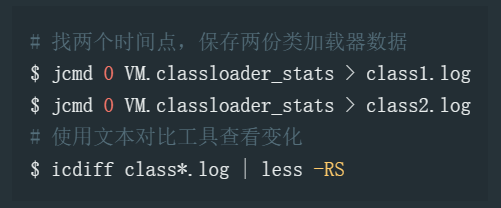 # 找两个时间点，保存两份类加载器数据
$ jcmd 0 VM.classloader_stats > class1.log
$ jcmd 0 VM.classloader_stats > class2.log
# 使用文本对比工具查看变化
$ icdiff class*.log | less -RS